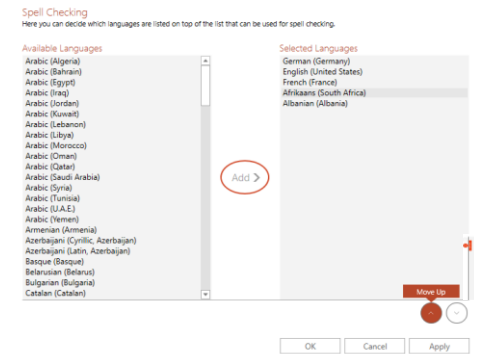 Spell Checking
Here you can decide which languages are listed on top of the list that can be used for spell checking.
Available Languages
Arabic (Algeria)
Arabic (Bahrain)
Arabic (Egypt)
Arabic (Iraq)
Arabic (Jordan)
Arabic (Kuwait)
Arabic (Lebanon)
Arabic (Libya)
Arabic (Morocco)
Arabic (Oman)
Arabic (Qatar)
Arabic (Saudi Arabia)
Arabic (Syria)
Arabic (Tunisia)
Arabic (U.A.E.)
Arabic (Yemen)
Armenian (Armenia)
Azerbaijani (Cyrillic, Azerbaijan)
Azerbaijani (Latin, Azerbaijan)
Basque (Basque)
Belarusian (Belarus)
Bulgarian (Bulgaria)
Catalan (Catalan)
Add
Selected Languages
German (Germany)
English (United States)
French (France)
Afrikaans (South Africa)
Albanian (Albania)
Move Up
OK
Cancel
Apply